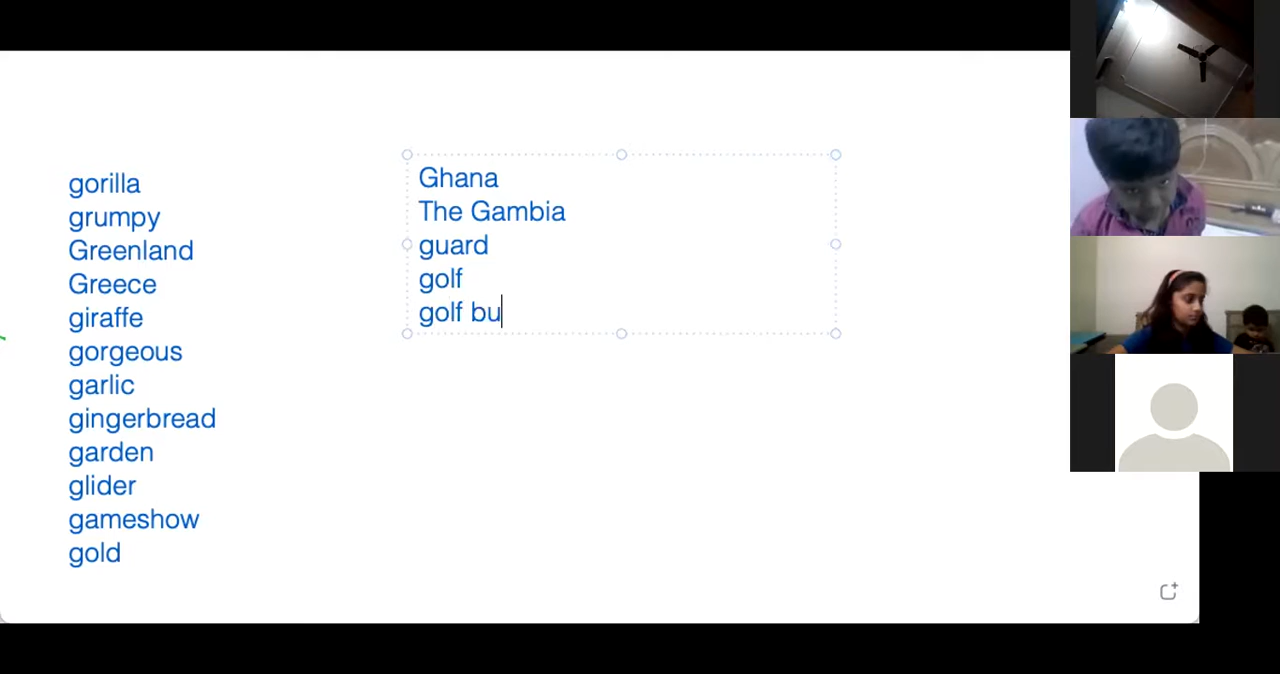 gorilla
grumpy
Greenland
Greece
giraffe
gorgeous
garlic
gingerbread
garden
glider
gameshow
gold
Ghana
The Gambia
guard
golf
golf bu